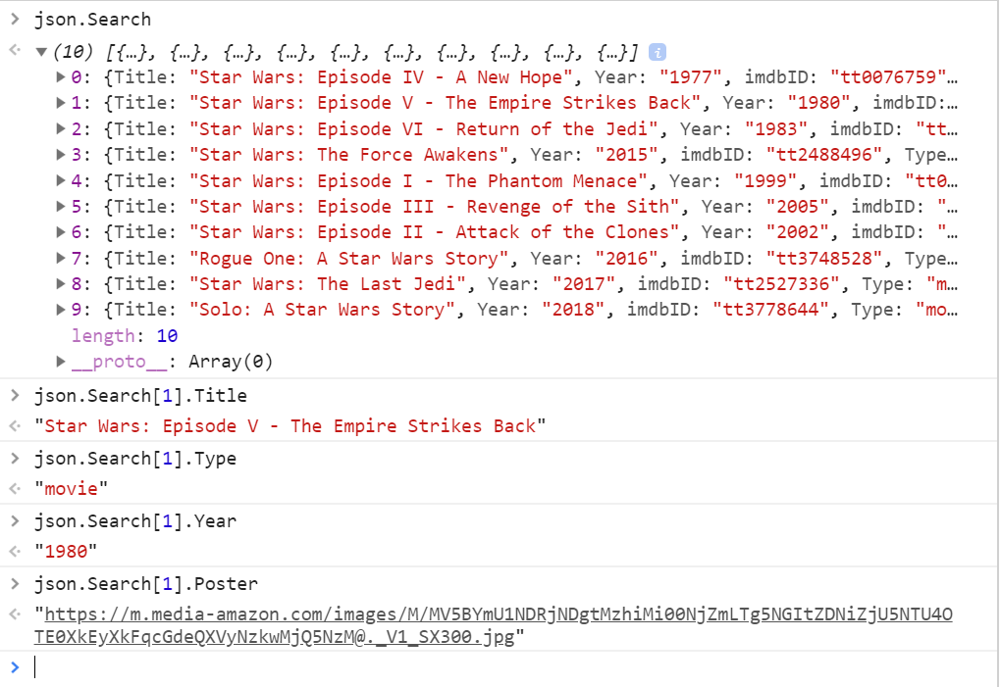 json.Search
(10) [{…}, {…}, {…}, {…}, {…}, {…}, {…}, {…}, {…}, {…}] i
0: {Title: "Star Wars: Episode IV - A New Hope", Year: "1977", imdbID: "tt0076759"…
1: {Title: "Star Wars: Episode V - The Empire Strikes Back", Year: "1980", imdbID:…
2: {Title: "Star Wars: Episode VI - Return of the Jedi", Year: "1983", imdbID: "tt…
3: {Title: "Star Wars: The Force Awakens", Year: "2015", imdbID: "tt2488496", Type…
4: {Title: "Star Wars: Episode I - The Phantom Menace", Year: "1999", imdbID: "tt0…
5: {Title: "Star Wars: Episode III - Revenge of the Sith", Year: "2005", imdbID: "…
6: {Title: "Star Wars: Episode II - Attack of the Clones", Year: "2002", imdbID: "…
7: {Title: "Rogue One: A Star Wars Story", Year: "2016", imdbID: "tt3748528", Type…
8: {Title: "Star Wars: The Last Jedi", Year: "2017", imdbID: "tt2527336", Type: "m…
9: {Title: "Solo: A Star Wars Story", Year: "2018", imdbID: "tt3778644", Type: "mo…
length: 10
__proto__: Array(0)
json.Search[1].Title
"Star Wars: Episode V - The Empire Strikes Back"
json.Search[1].Type
"movie"
json.Search[1].Year
"1980"
json.Search[1].Poster
"https://m.media-amazon.com/images/M/MV5BYmU1NDRjNDgtMzhiMi00NjZmLTg5NGItZDNiZjU5NTU4O
TE0XkEyXkFqcGdeQXVyNzkwMjQ5NzM@._V1_SX300.jpg"